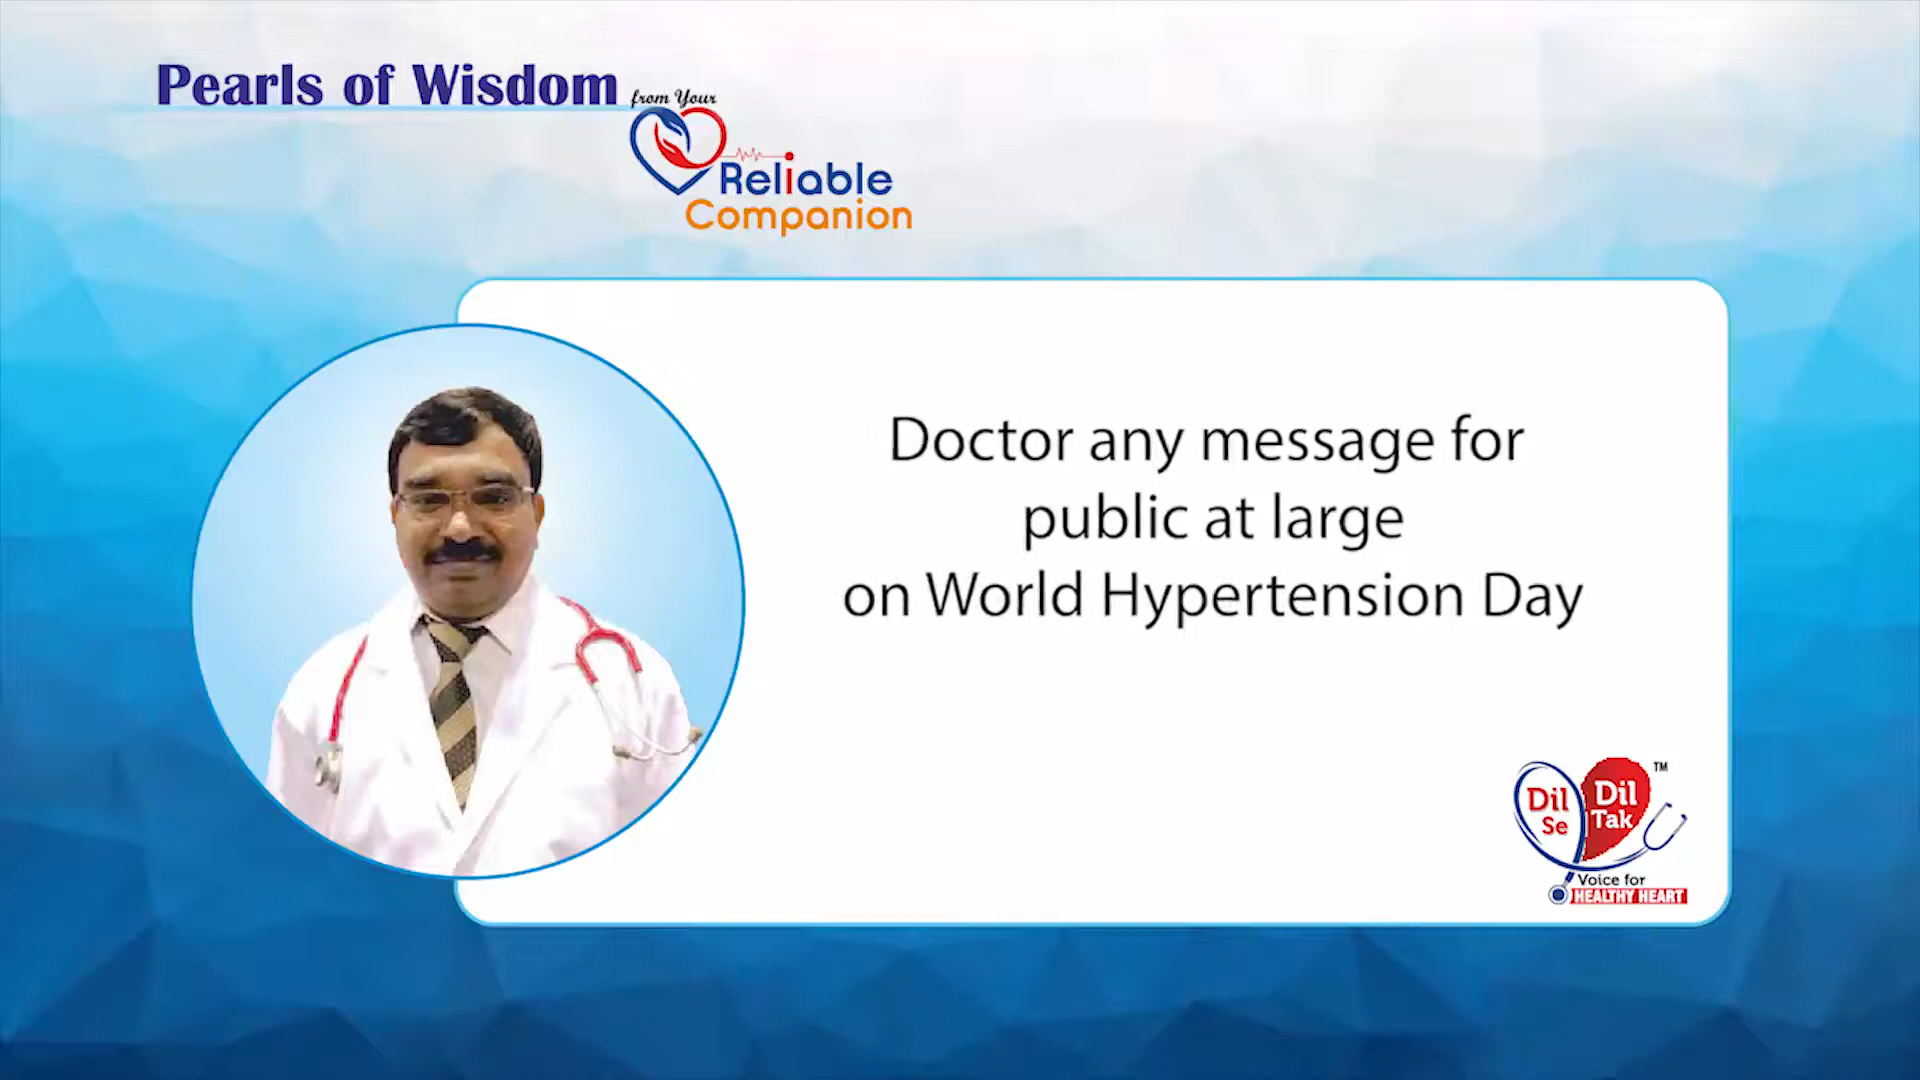 Pearls of Wisdom from Your
Reliable
Companion
Doctor any message for
public at large
on World Hypertension Day
Dil Se
Dil Tak
TM
Voice for
HEALTHY HEART